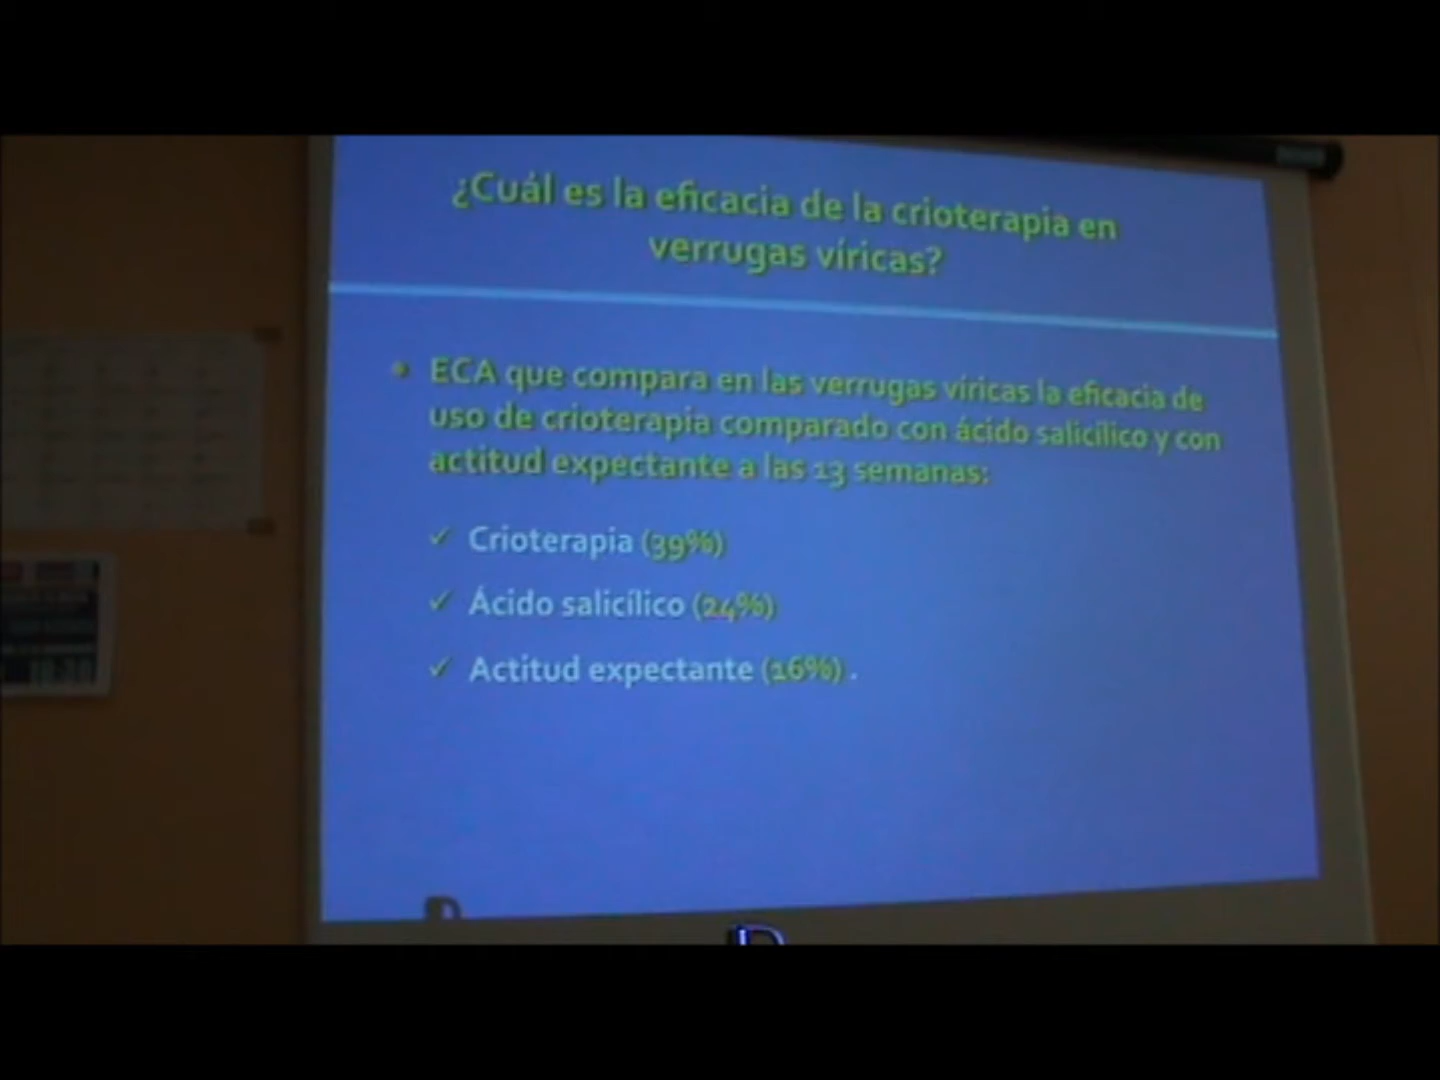 ¿Cuál es la eficacia de la crioterapia en
verrugas víricas?
ECA que compara en las verrugas víricas la eficacia de
uso de crioterapia comparado con ácido salicílico y con
actitud expectante a las 13 semanas:
✓ Crioterapia (39%)
✓ Ácido salicílico (24%)
✓ Actitud expectante (16%) .